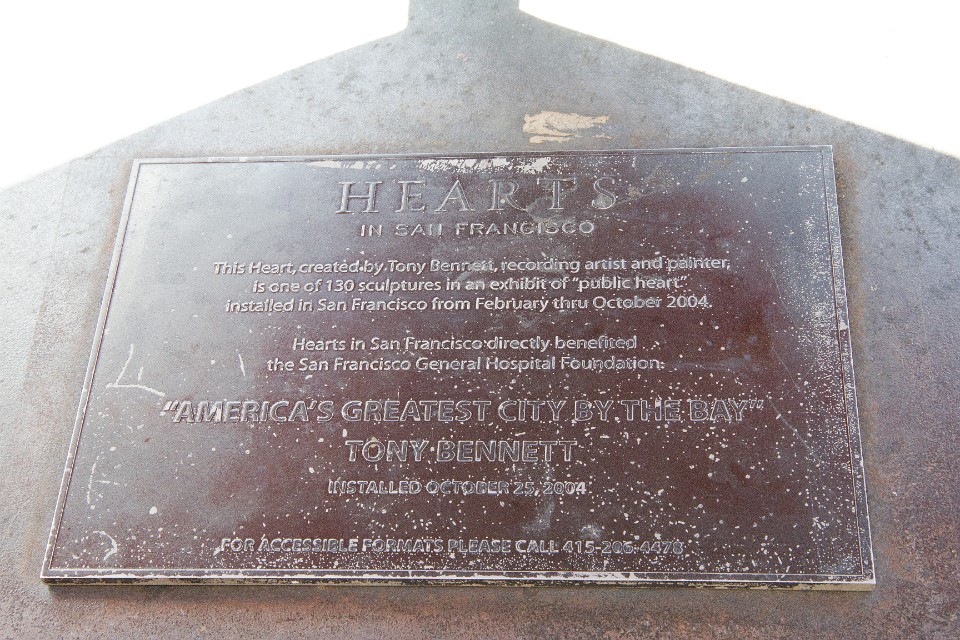 HEARTS
IN SAN FRANCISCO
This Heart, created by Tony Bennett, recording artist and painter,
is one of 130 sculptures in an exhibit of "public heart"
installed in San Francisco from February thru October 2004.
Hearts in San Francisco directly benefited
the San Francisco General Hospital Foundation.
"AMERICA'S GREATEST CITY BY THE BAY"
TONY BENNETT
INSTALLED OCTOBER 25, 2004
FOR ACCESSIBLE FORMATS PLEASE CALL 415-206-4478